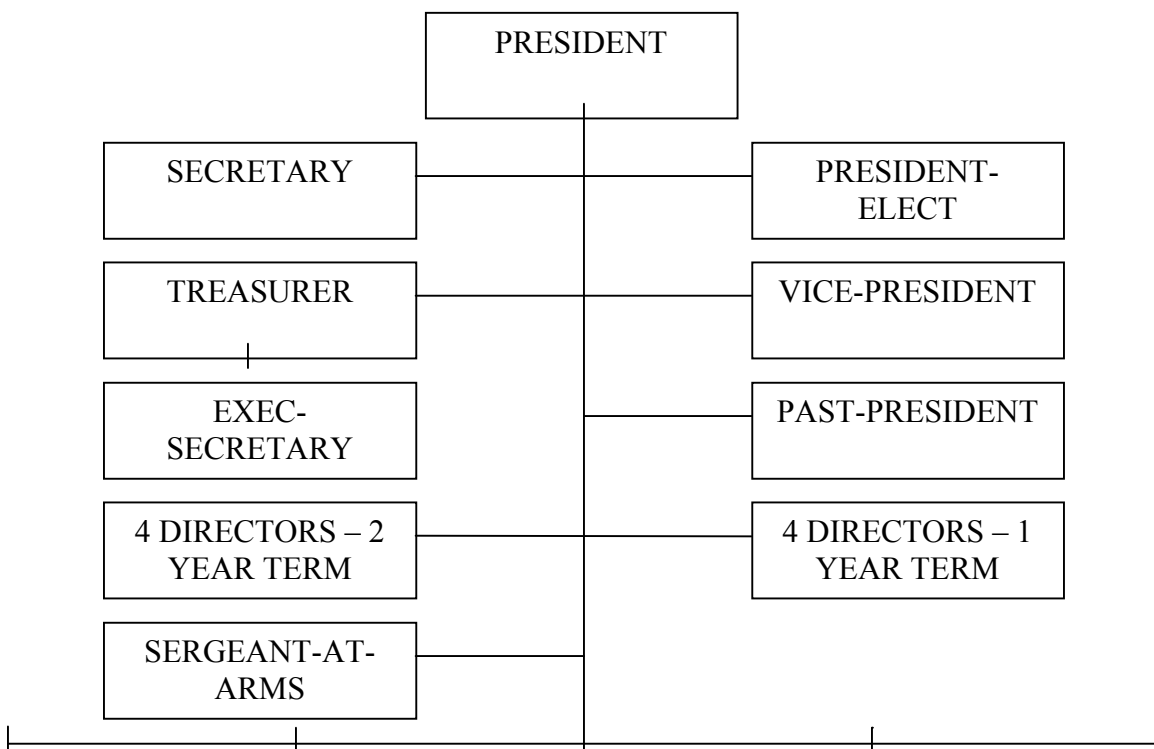 PRESIDENT
SECRETARY
PRESIDENT-
ELECT
TREASURER
VICE-PRESIDENT
EXEC-
SECRETARY
PAST-PRESIDENT
4 DIRECTORS – 2
YEAR TERM
4 DIRECTORS – 1
YEAR TERM
SERGEANT-AT-
ARMS